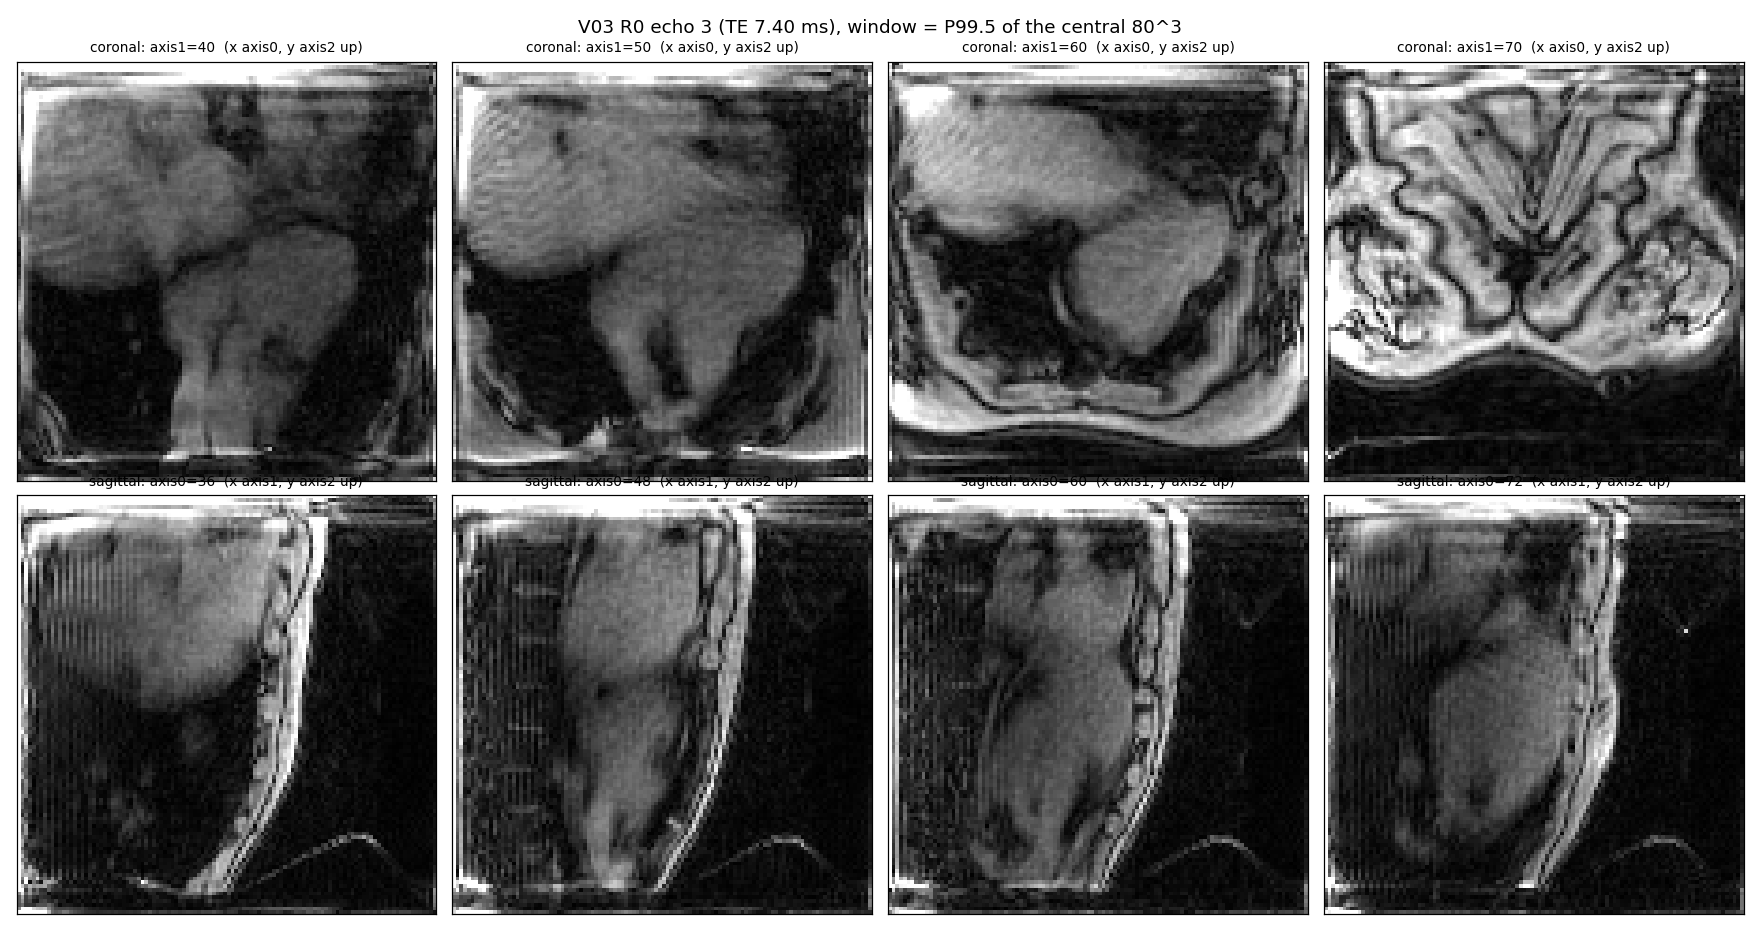 V03 R0 echo 3 (TE 7.40 ms), window = P99.5 of the central 80^3
coronal: axis1=40  (x axis0, y axis2 up)
coronal: axis1=50  (x axis0, y axis2 up)
coronal: axis1=60  (x axis0, y axis2 up)
coronal: axis1=70  (x axis0, y axis2 up)
sagittal: axis0=36  (x axis1, y axis2 up)
sagittal: axis0=48  (x axis1, y axis2 up)
sagittal: axis0=60  (x axis1, y axis2 up)
sagittal: axis0=72  (x axis1, y axis2 up)